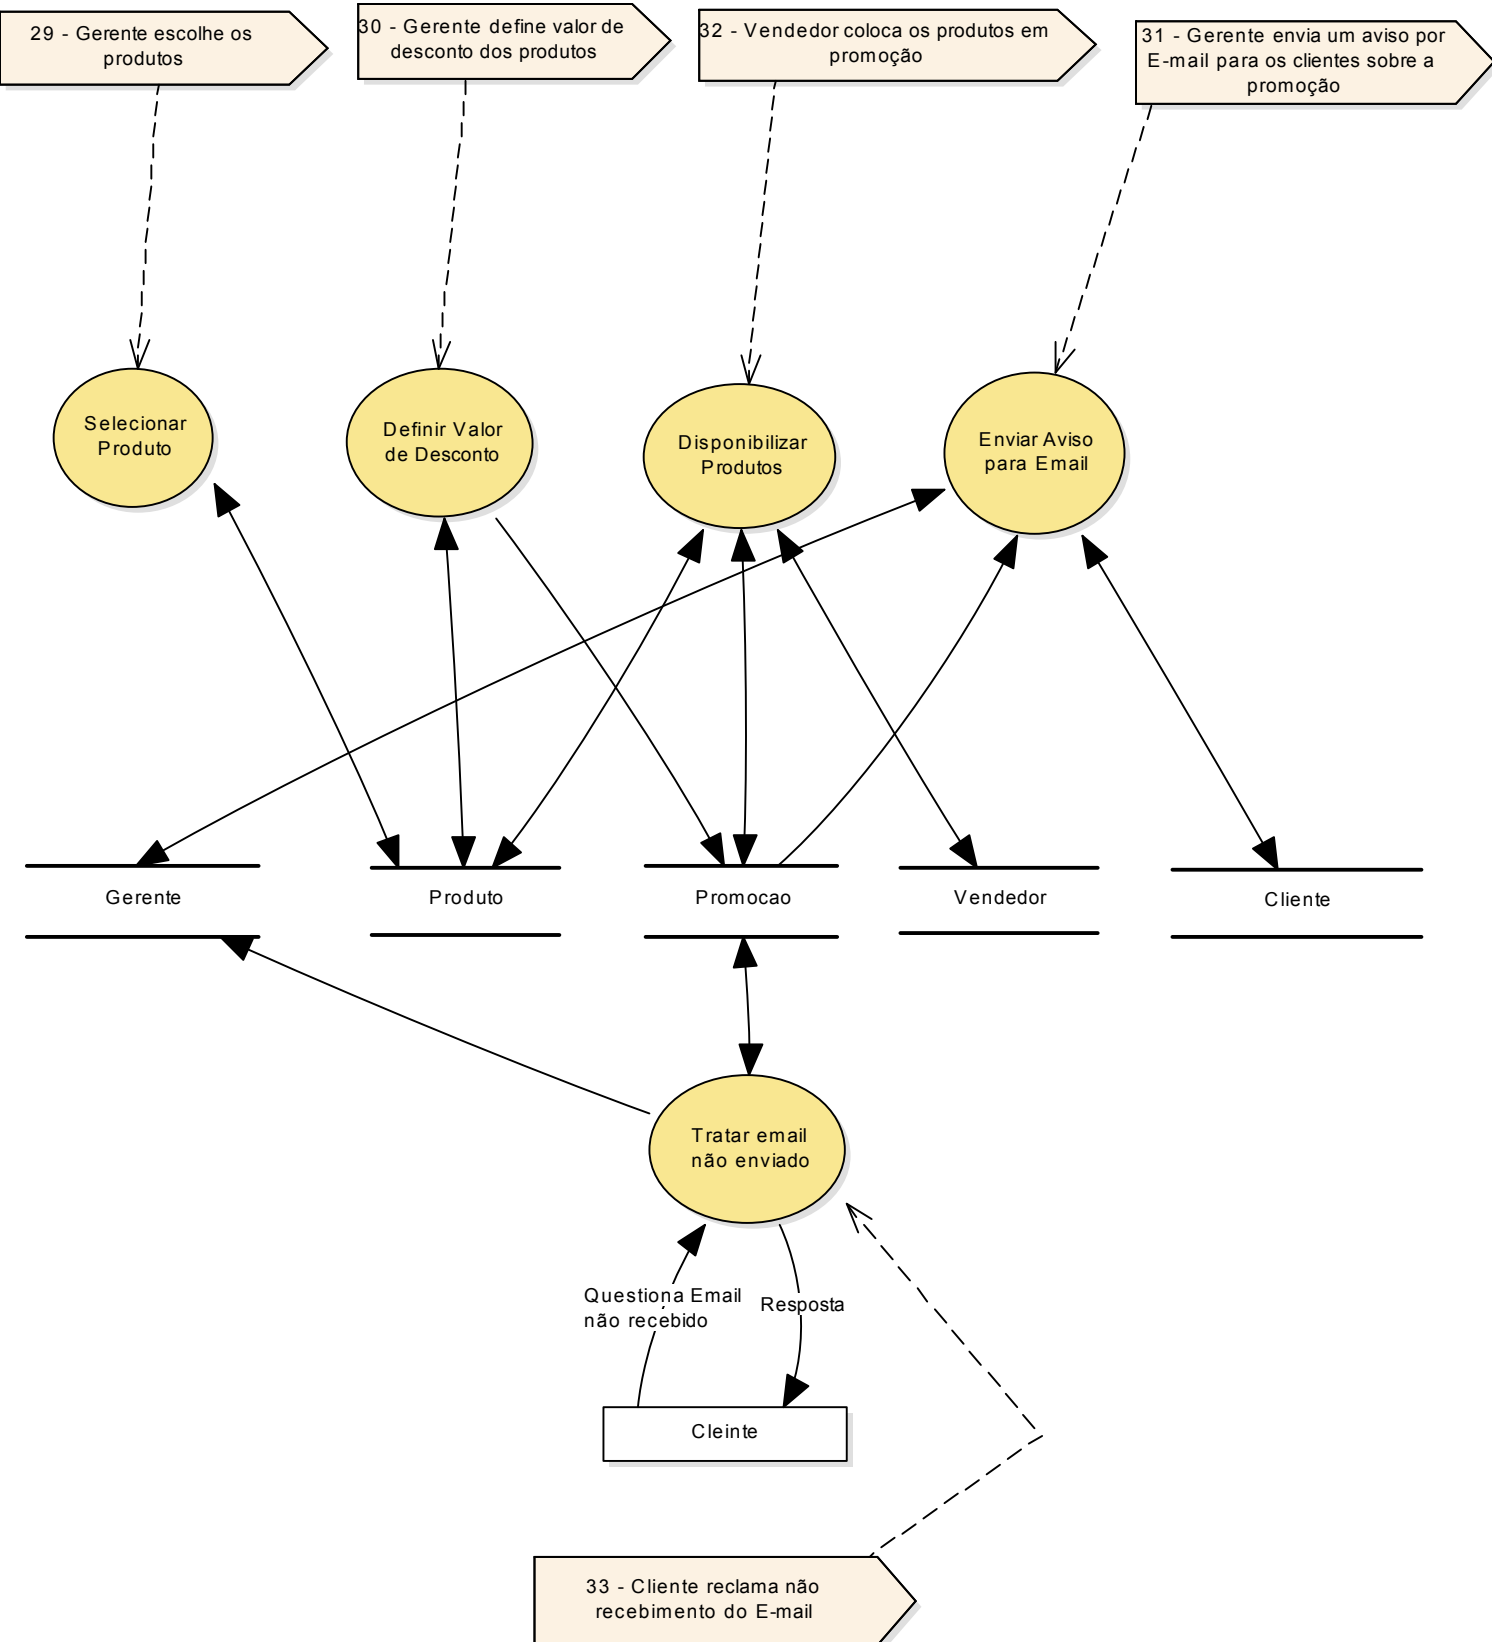 29 - Gerente escolhe os
produtos
30 - Gerente define valor de
desconto dos produtos
32 - Vendedor coloca os produtos em
promoção
31 - Gerente envia um aviso por
E-mail para os clientes sobre a
promoção
Selecionar
Produto
Definir Valor
de Desconto
Disponibilizar
Produtos
Enviar Aviso
para Email
Gerente
Produto
Promocao
Vendedor
Cliente
Tratar email
não enviado
Questiona Email
não recebido
Resposta
Cleinte
33 - Cliente reclama não
recebimento do E-mail